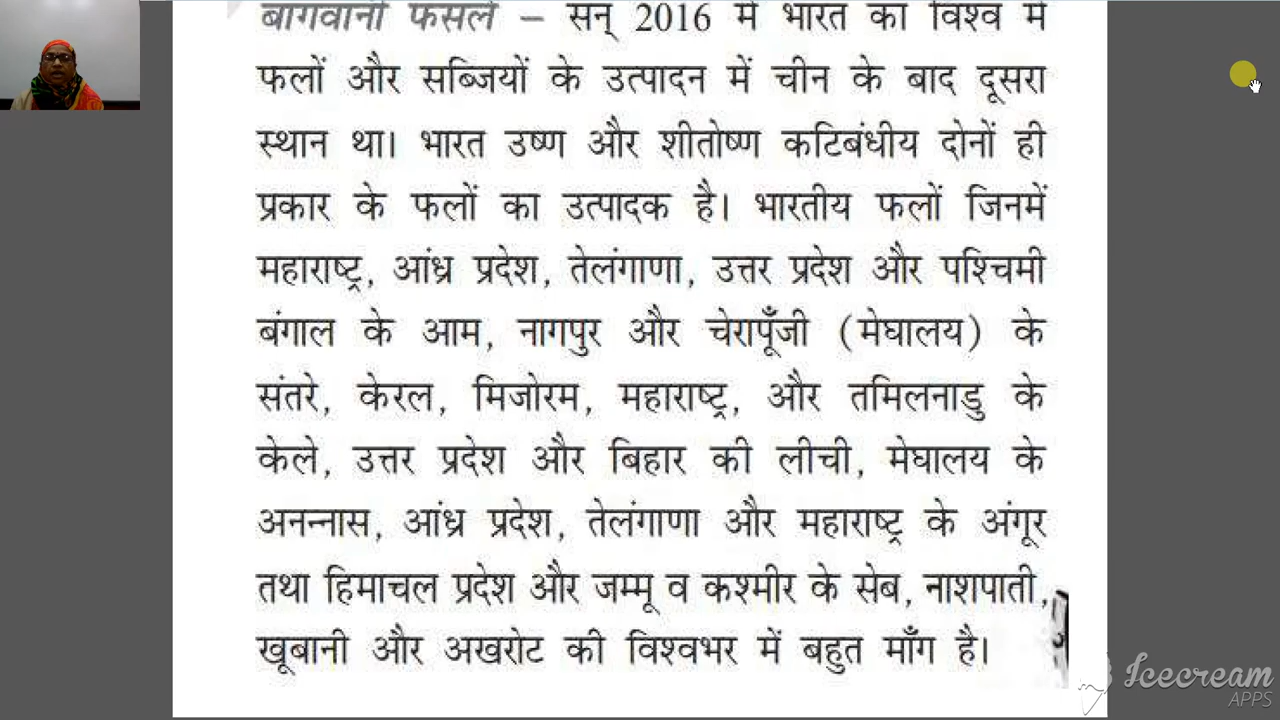 बागवानी फसलें – सन् 2016 में भारत का विश्व में
फलों और सब्जियों के उत्पादन में चीन के बाद दूसरा
स्थान था। भारत उष्ण और शीतोष्ण कटिबंधीय दोनों ही
प्रकार के फलों का उत्पादक है। भारतीय फलों जिनमें
महाराष्ट्र, आंध्र प्रदेश, तेलंगाणा, उत्तर प्रदेश और पश्चिमी
बंगाल के आम, नागपुर और चेरापूँजी (मेघालय) के
संतरे, केरल, मिजोरम, महाराष्ट्र, और तमिलनाडु के
केले, उत्तर प्रदेश और बिहार की लीची, मेघालय के
अनन्नास, आंध्र प्रदेश, तेलंगाणा और महाराष्ट्र के अंगूर
तथा हिमाचल प्रदेश और जम्मू व कश्मीर के सेब, नाशपाती,
खूबानी और अखरोट की विश्वभर में बहुत माँग है।
Icecream
APPS